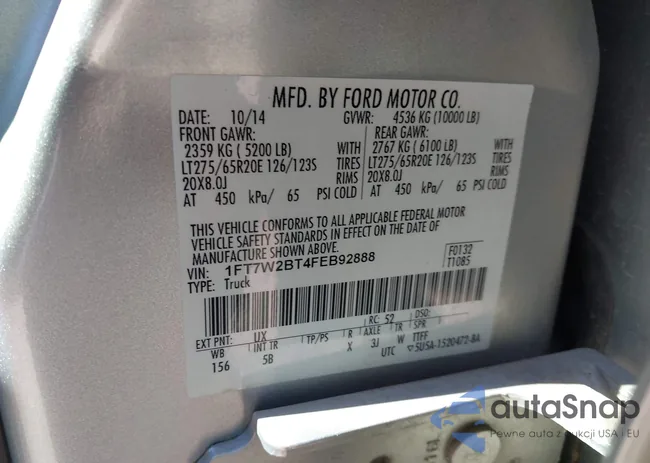 MFD. BY FORD MOTOR CO.
DATE: 10/14 GVWR: 4536 KG (10000 LB)
FRONT GAWR: REAR GAWR:
2359 KG ( 5200 LB) WITH 2767 KG ( 6100 LB) WITH
LT275/65R20E 126/123S TIRES LT275/65R20E 126/123S TIRES
20X8.0J RIMS 20X8.0J RIMS
AT 450 kPa/ 65 PSI COLD AT 450 kPa/ 65 PSI COLD
THIS VEHICLE CONFORMS TO ALL APPLICABLE FEDERAL MOTOR
VEHICLE SAFETY STANDARDS IN EFFECT ON THE DATE OF
MANUFACTURE SHOWN ABOVE.
VIN: 1FT7W2BT4FEB92888 F0132
TYPE: Truck T1085
EXT PNT: UX RC: 52 DSO:
WB INT TR TP/PS R AXLE TR SPR
156 5B X 3J W TTFF
UTC 5U5A-1520472-BA
autaSnap
Pewne auta z aukcji USA i EU